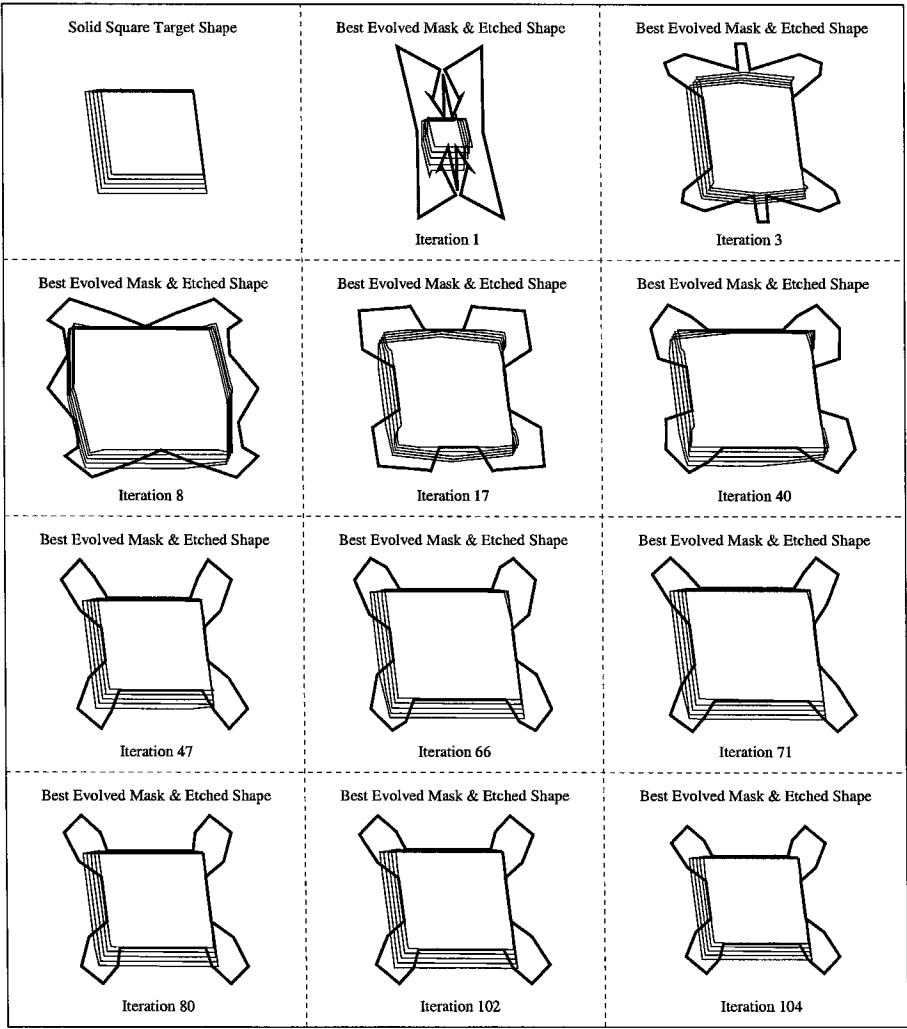 Solid Square Target Shape
Best Evolved Mask & Etched Shape
Iteration 1
Best Evolved Mask & Etched Shape
Iteration 3
Best Evolved Mask & Etched Shape
Iteration 8
Best Evolved Mask & Etched Shape
Iteration 17
Best Evolved Mask & Etched Shape
Iteration 40
Best Evolved Mask & Etched Shape
Iteration 47
Best Evolved Mask & Etched Shape
Iteration 66
Best Evolved Mask & Etched Shape
Iteration 71
Best Evolved Mask & Etched Shape
Iteration 80
Best Evolved Mask & Etched Shape
Iteration 102
Best Evolved Mask & Etched Shape
Iteration 104